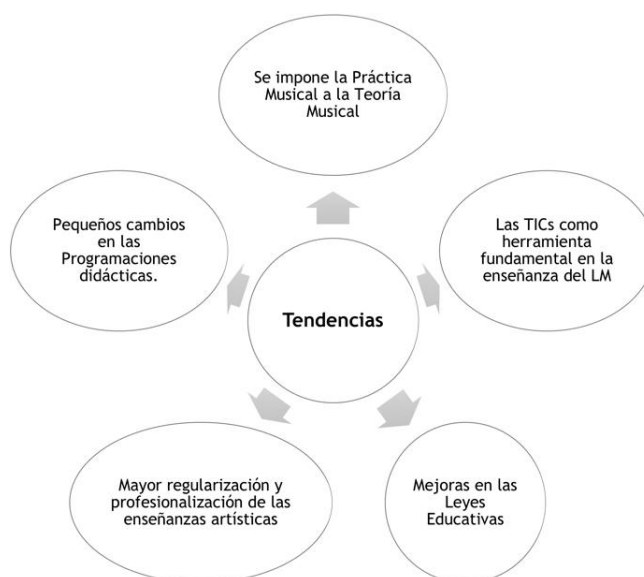 Se impone la Práctica
Musical a la Teoría
Musical
Pequeños cambios
en las
Programaciones
didácticas.
Las TICs como
herramienta
fundamental en la
enseñanza del LM
Tendencias
Mayor regularización y
profesionalización de las
enseñanzas artísticas
Mejoras en las
Leyes
Educativas